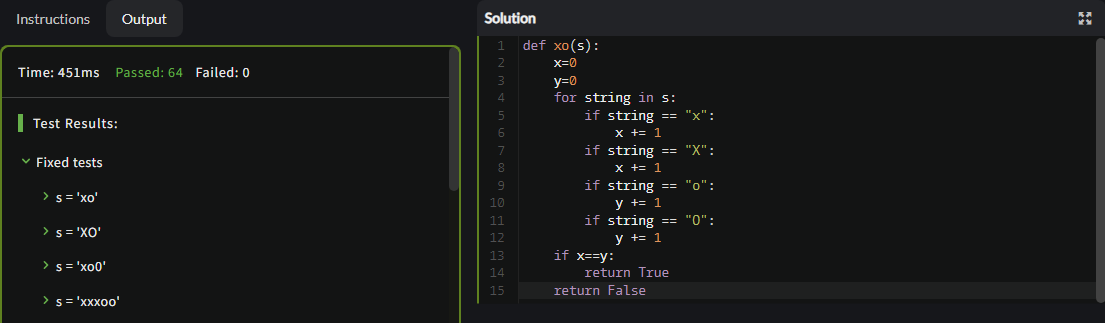 Instructions Output
Time: 451ms Passed: 64 Failed: 0
Test Results:
Fixed tests
s = 'xo'
s = 'XO'
s = 'xo0'
s = 'xxxoo'
Solution
1 def xo(s):
2     x=0
3     y=0
4     for string in s:
5         if string == "x":
6             x += 1
7         if string == "X":
8             x += 1
9         if string == "o":
10             y += 1
11         if string == "O":
12             y += 1
13     if x==y:
14         return True
15     return False